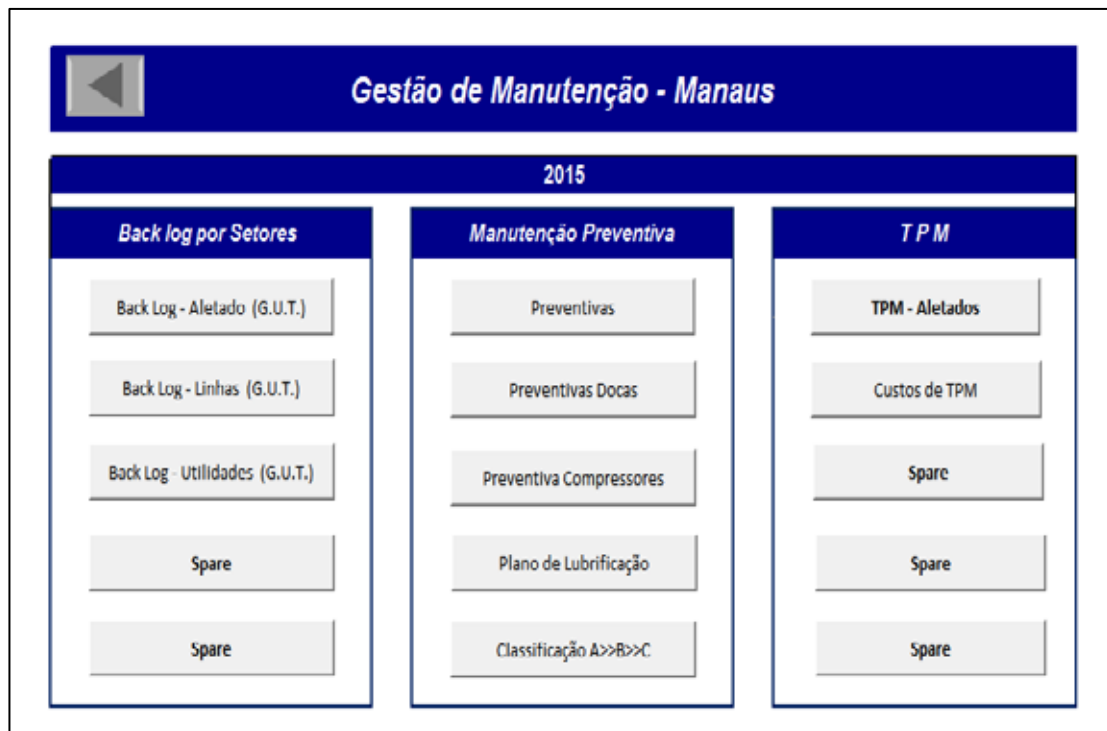 Gestão de Manutenção - Manaus
2015
Back log por Setores
Back Log - Aletado (G.U.T.)
Back Log - Linhas (G.U.T.)
Back Log - Utilidades (G.U.T.)
Spare
Spare
Manutenção Preventiva
Preventivas
Preventivas Docas
Preventiva Compressores
Plano de Lubrificação
Classificação A>>B>>C
T P M
TPM - Aletados
Custos de TPM
Spare
Spare
Spare